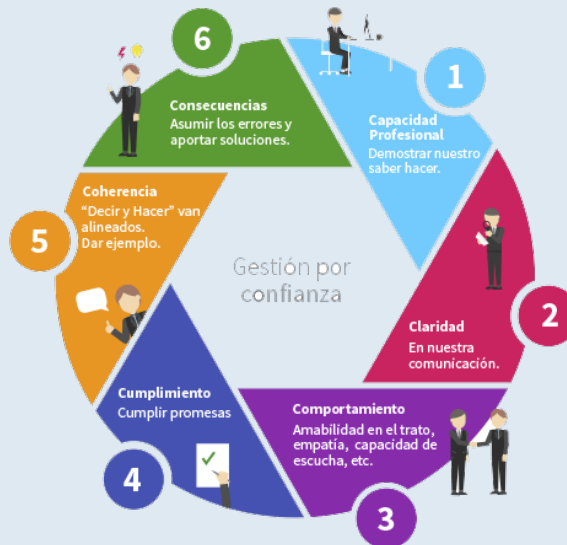 6
Consecuencias
Asumir los errores y
aportar soluciones.
1
Capacidad
Profesional
Demostrar nuestro
saber hacer.
Coherencia
“Decir y Hacer” van
alineados.
Dar ejemplo.
5
Gestión por
confianza
2
Claridad
En nuestra
comunicación.
Cumplimiento
Cumplir promesas
4
Comportamiento
Amabilidad en el trato,
empatía, capacidad de
escucha, etc.
3